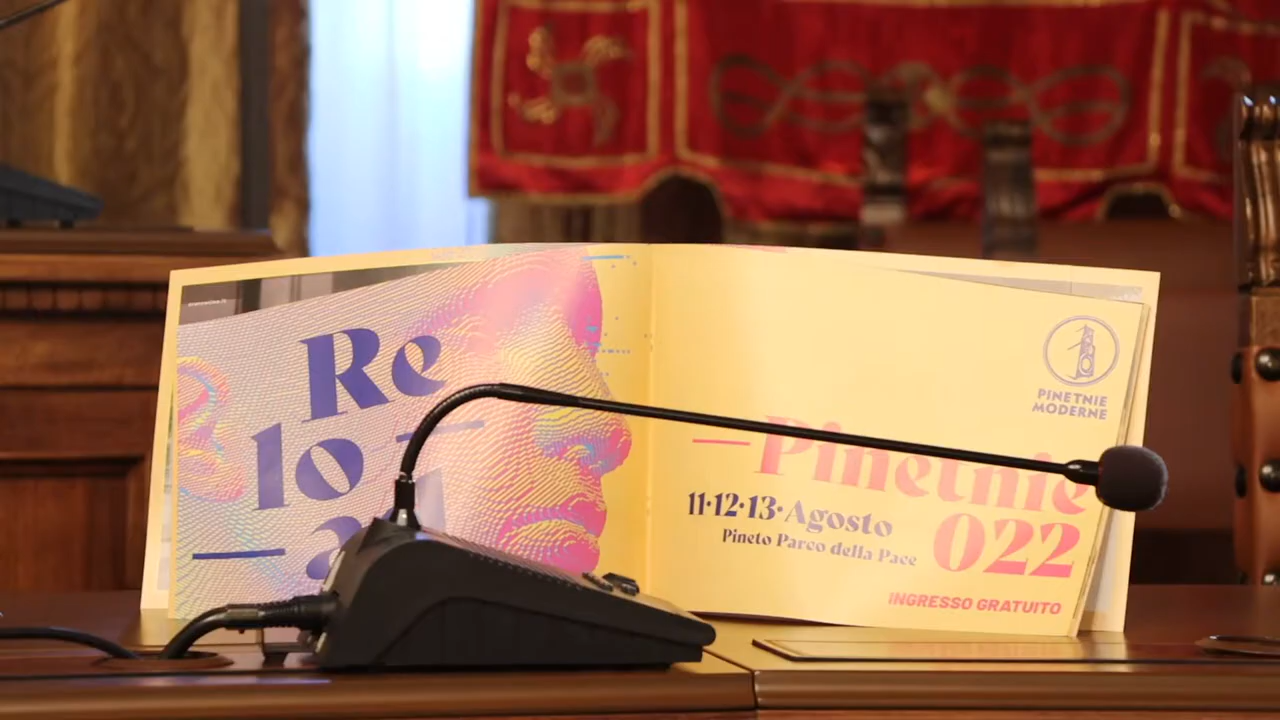 Re
lo
a
PINETNIE
MODERNE
Pinetnie
022
11·12·13·Agosto
Pineto Parco della Pace
INGRESSO GRATUITO